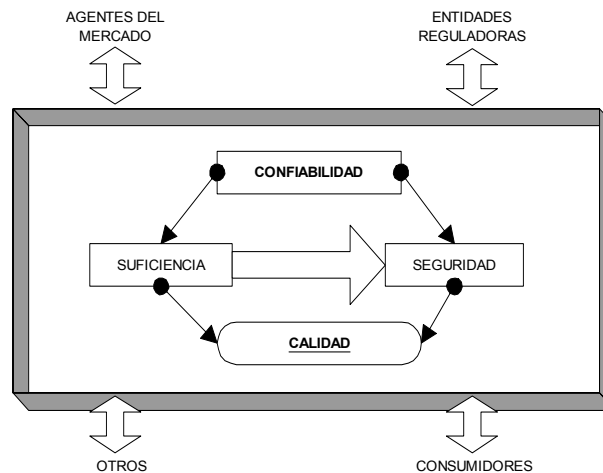 AGENTES DEL
MERCADO
ENTIDADES
REGULADORAS
CONFIABILIDAD
SUFICIENCIA
SEGURIDAD
CALIDAD
OTROS
CONSUMIDORES